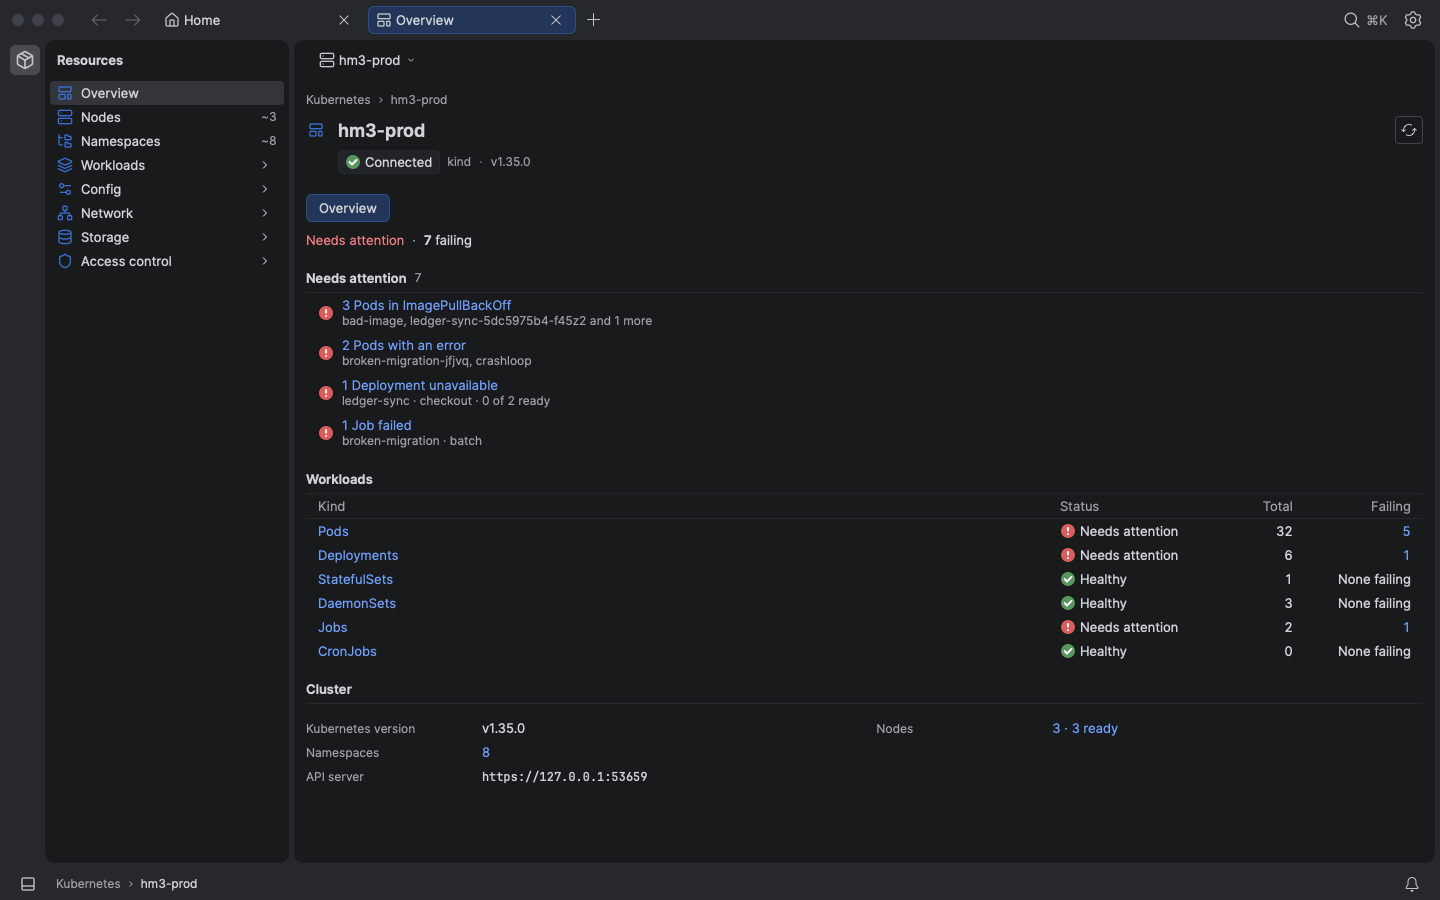 Home
Overview
⌘K
Resources
Overview
Nodes ~3
Namespaces ~8
Workloads
Config
Network
Storage
Access control
hm3-prod
Kubernetes › hm3-prod
hm3-prod
Connected kind · v1.35.0
Overview
Needs attention · 7 failing
Needs attention 7
3 Pods in ImagePullBackOff
bad-image, ledger-sync-5dc5975b4-f45z2 and 1 more
2 Pods with an error
broken-migration-jfjvq, crashloop
1 Deployment unavailable
ledger-sync · checkout · 0 of 2 ready
1 Job failed
broken-migration · batch
Workloads
Kind Status Total Failing
Pods Needs attention 32 5
Deployments Needs attention 6 1
StatefulSets Healthy 1 None failing
DaemonSets Healthy 3 None failing
Jobs Needs attention 2 1
CronJobs Healthy 0 None failing
Cluster
Kubernetes version v1.35.0 Nodes 3 · 3 ready
Namespaces 8
API server https://127.0.0.1:53659
Kubernetes › hm3-prod